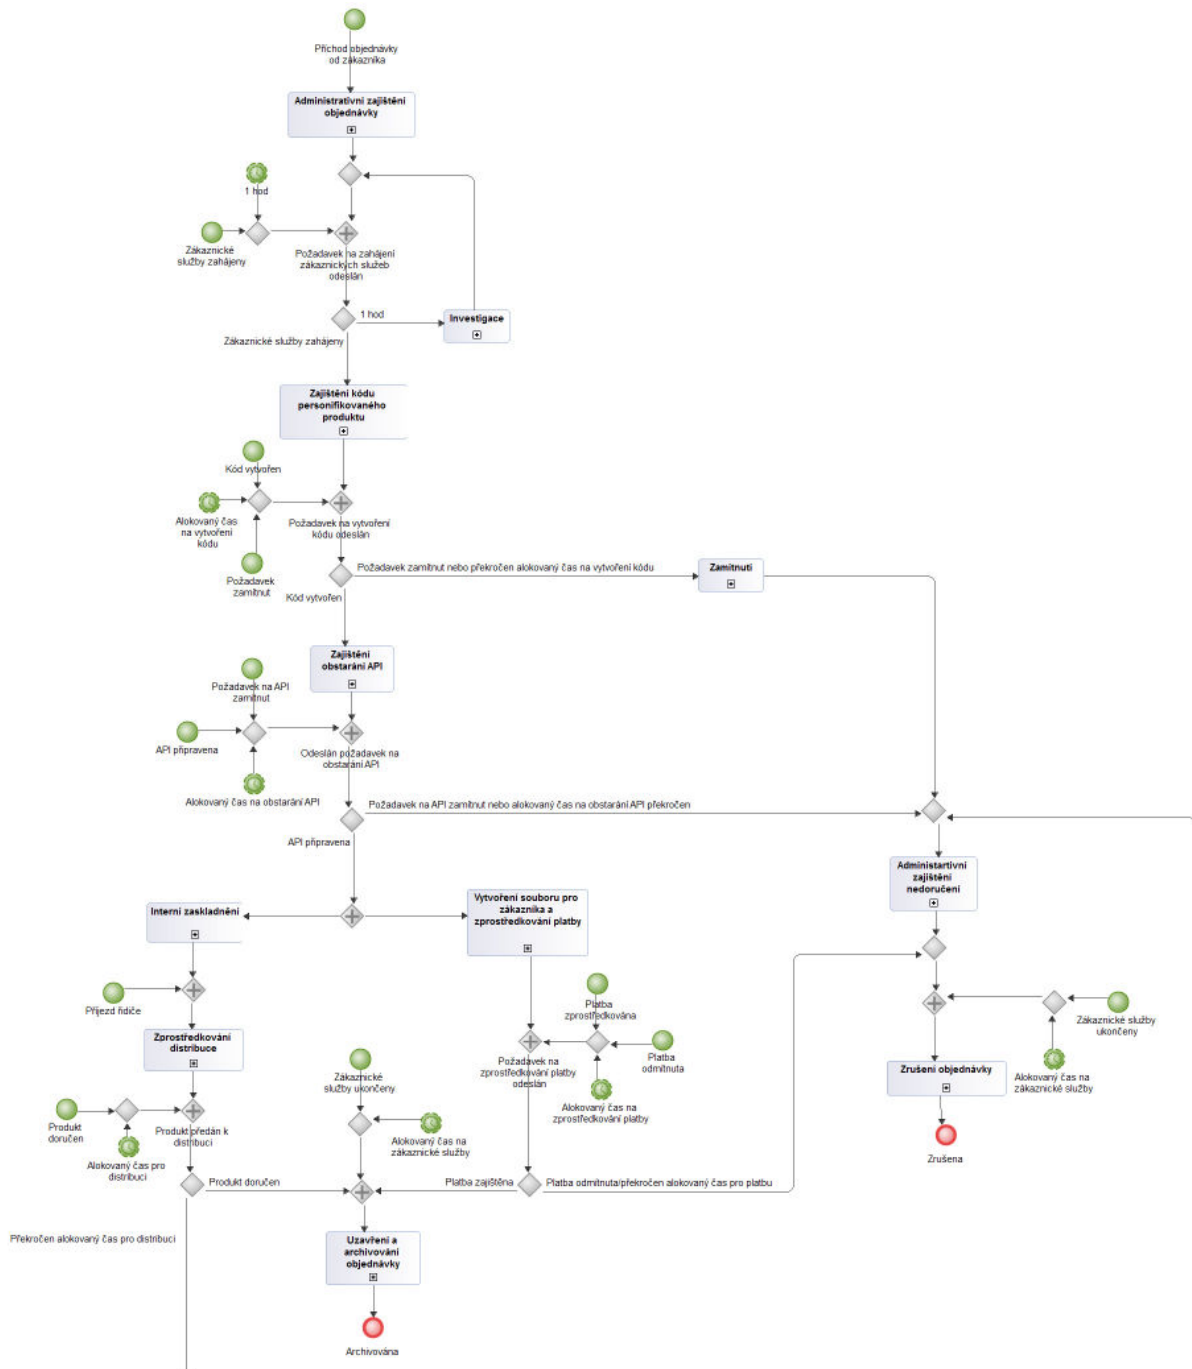 Příchod objednávky
od zákazníka
Administrativní zajištění
objednávky
1 hod
Zákaznické
služby zahájeny
Požadavek na zahájení
zákaznických služeb
odeslán
1 hod
Investigace
Zákaznické služby zahájeny
Zajištění kódu
personifikovaného
produktu
Kód vytvořen
Alokovaný čas
na vytvoření
kódu
Požadavek na vytvoření
kódu odeslán
Požadavek
zamítnut
Požadavek zamítnut nebo překročen alokovaný čas na vytvoření kódu
Zamítnutí
Kód vytvořen
Zajištění
obstarání API
Požadavek na API
zamítnut
API připravena
Odeslán požadavek na
obstarání API
Alokovaný čas na obstarání API
Požadavek na API zamítnut nebo alokovaný čas na obstarání API překročen
API připravena
Administartivní
zajištění
nedoručení
Interní zaskladnění
Vytvoření souboru pro
zákazníka a
zprostředkování platby
Příjezd řidiče
Platba
zprostředkována
Zákaznické služby
ukončeny
Zprostředkování
distribuce
Požadavek na
zprostředkování platby
odeslán
Platba
odmítnuta
Zrušení objednávky
Alokovaný čas na
zákaznické služby
Zákaznické
služby ukončeny
Alokovaný čas na
zprostředkování platby
Produkt
doručen
Produkt předán k
distribuci
Alokovaný čas pro
distribuci
Alokovaný čas na
zákaznické služby
Zrušena
Produkt doručen
Platba zajištěna
Platba odmítnuta/překročen alokovaný čas pro platbu
Překročen alokovaný čas pro distribuci
Uzavření a
archivování
objednávky
Archivována